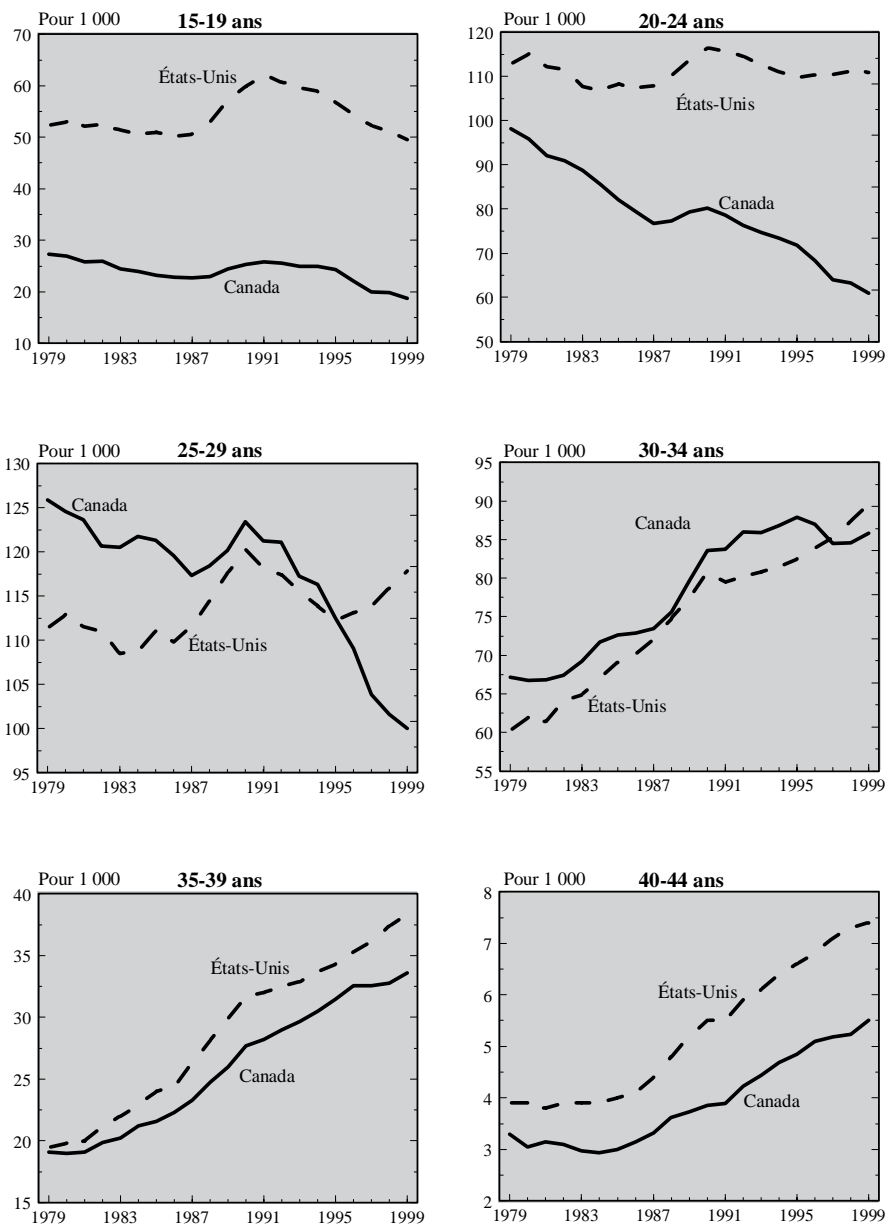 Pour 1 000 15-19 ans
70
60
50
40
30
20
10
États-Unis
Canada
1979 1983 1987 1991 1995 1999
Pour 1 000 20-24 ans
120
110
100
90
80
70
60
50
États-Unis
Canada
1979 1983 1987 1991 1995 1999
Pour 1 000 25-29 ans
130
125
120
115
110
105
100
95
Canada
États-Unis
1979 1983 1987 1991 1995 1999
Pour 1 000 30-34 ans
95
90
85
80
75
70
65
60
55
Canada
États-Unis
1979 1983 1987 1991 1995 1999
Pour 1 000 35-39 ans
40
35
30
25
20
15
États-Unis
Canada
1979 1983 1987 1991 1995 1999
Pour 1 000 40-44 ans
8
7
6
5
4
3
2
États-Unis
Canada
1979 1983 1987 1991 1995 1999